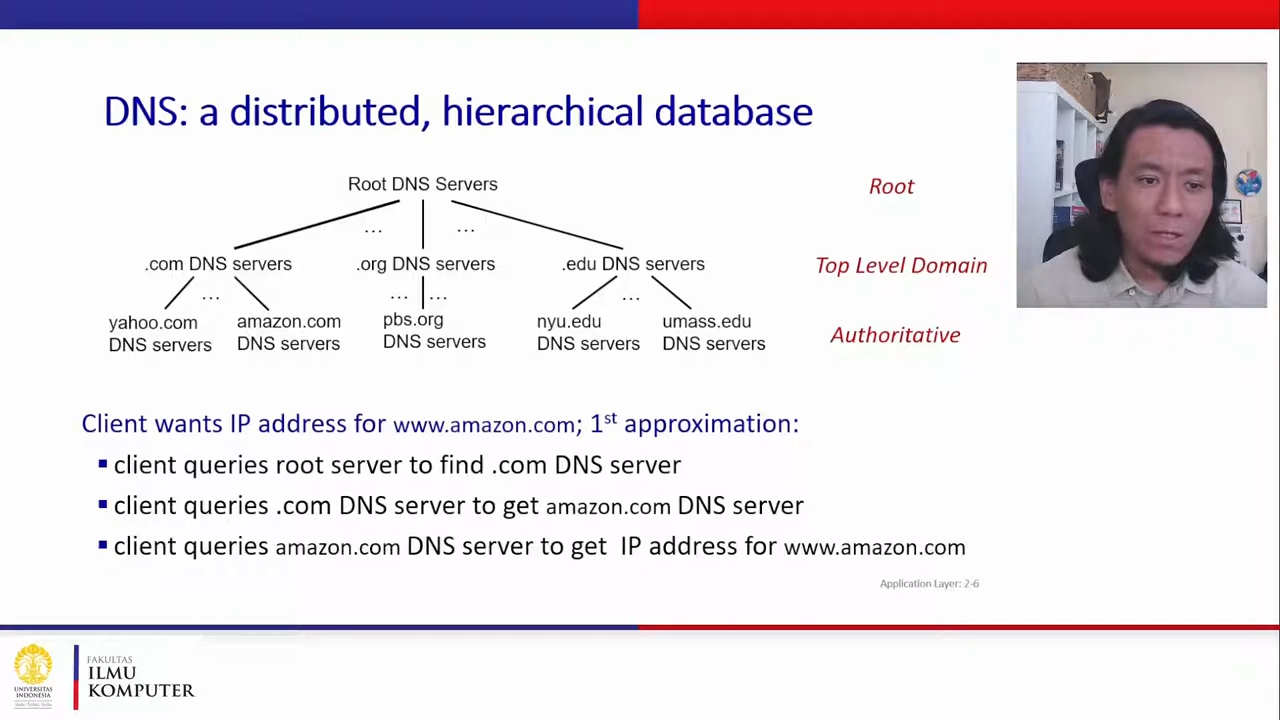 DNS: a distributed, hierarchical database
Root DNS Servers
Root
... ...
.com DNS servers
.org DNS servers
.edu DNS servers
Top Level Domain
... ... ... ...
yahoo.com
DNS servers
amazon.com
DNS servers
pbs.org
DNS servers
nyu.edu
DNS servers
umass.edu
DNS servers
Authoritative
Client wants IP address for www.amazon.com; 1st approximation:
▪ client queries root server to find .com DNS server
▪ client queries .com DNS server to get amazon.com DNS server
▪ client queries amazon.com DNS server to get IP address for www.amazon.com
Application Layer: 2-6
UNIVERSITAS
INDONESIA
FAKULTAS
ILMU
KOMPUTER